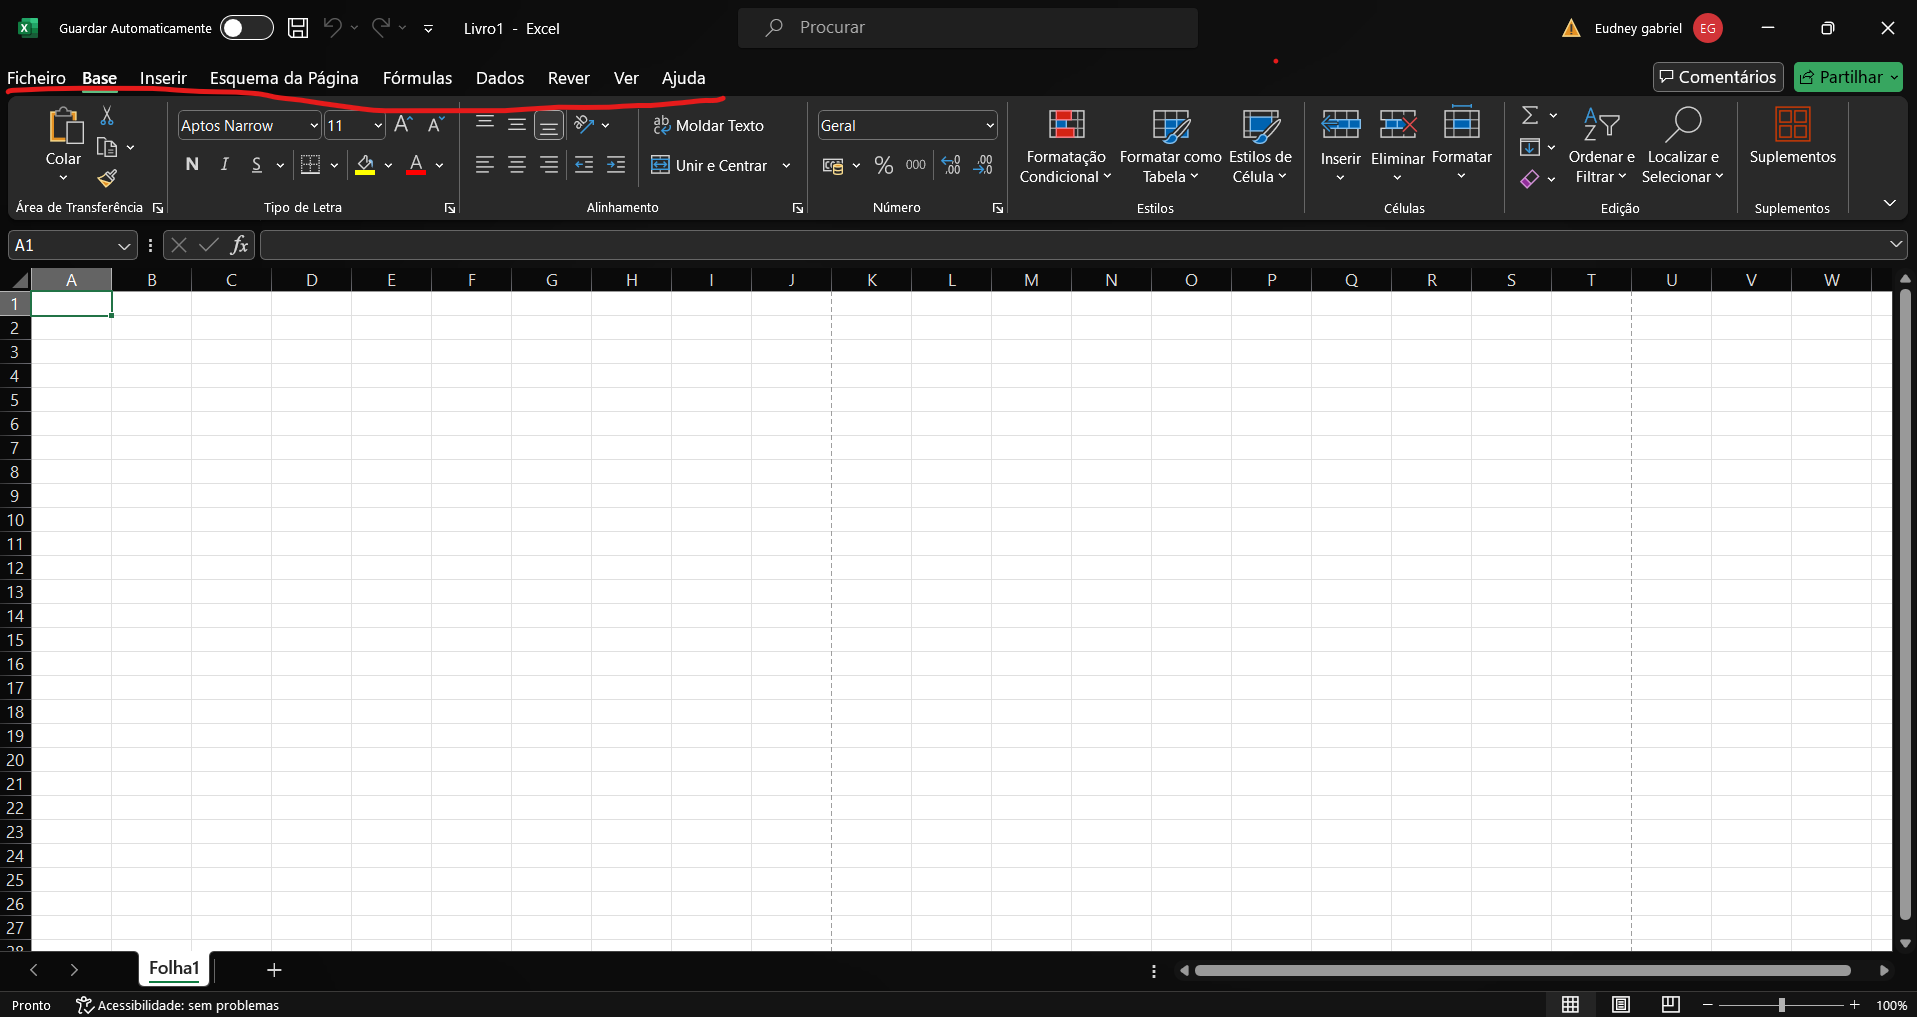 Guardar Automaticamente
Livro1 - Excel
Procurar
Eudney gabriel
EG
Ficheiro Base Inserir Esquema da Página Fórmulas Dados Rever Ver Ajuda
Comentários
Partilhar
Colar
Área de Transferência
Aptos Narrow
11
N I S
Tipo de Letra
Moldar Texto
Unir e Centrar
Alinhamento
Geral
% 000
Número
Formatação Condicional
Formatar como Tabela
Estilos de Célula
Estilos
Inserir
Eliminar
Formatar
Células
Ordenar e Filtrar
Localizar e Selecionar
Edição
Suplementos
Suplementos
A1
fx
A B C D E F G H I J K L M N O P Q R S T U V W
1
2
3
4
5
6
7
8
9
10
11
12
13
14
15
16
17
18
19
20
21
22
23
24
25
26
27
28
Folha1
Pronto
Acessibilidade: sem problemas
100%